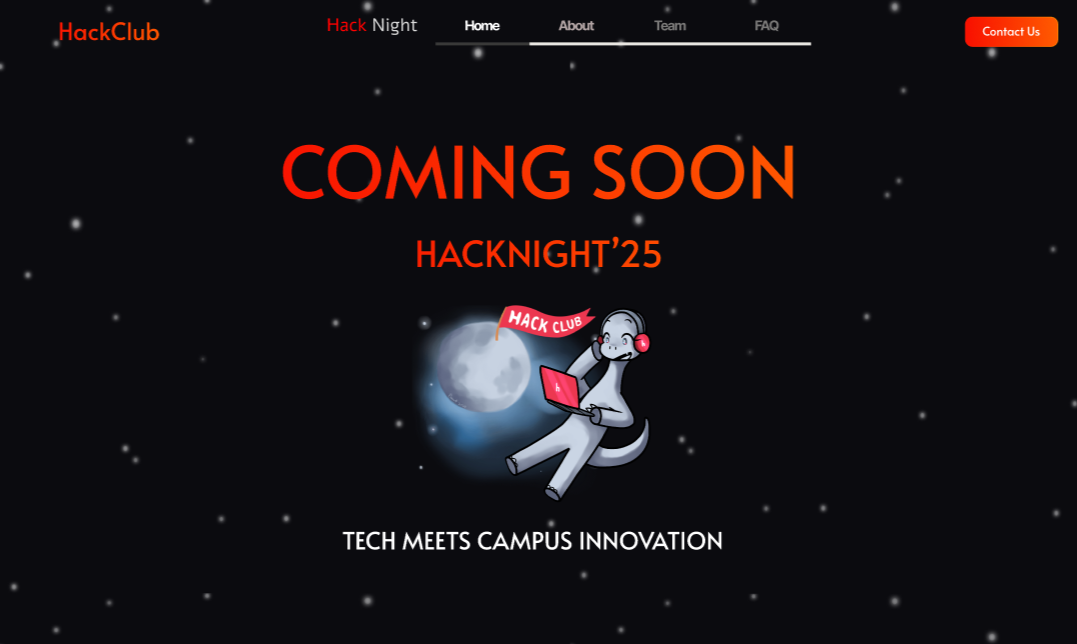 HackClub
Hack Night
Home
About
Team
FAQ
Contact Us
COMING SOON
HACKNIGHT’25
HACK CLUB
h
h
TECH MEETS CAMPUS INNOVATION